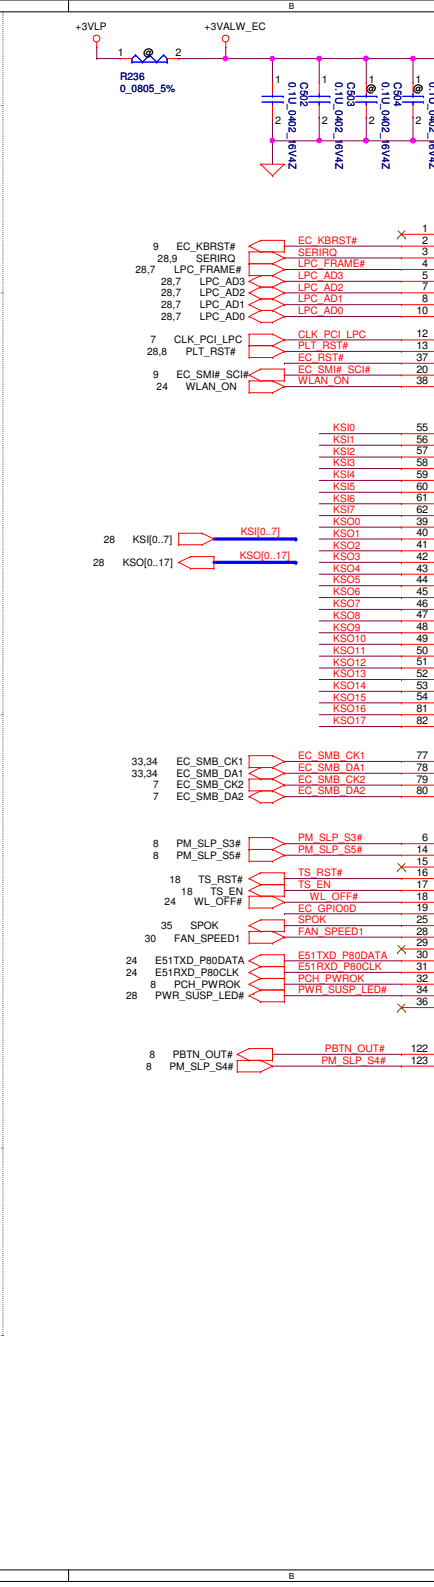 B
+3VLP
+3VALW_EC
1 @ 2
R236
0_0805_5%
1 1 1 @ 1 @
C502
0.1U_0402_16V4Z
C503
0.1U_0402_16V4Z
C504
0.1U_0402_16V4Z
2 2 2 2
1
9 EC_KBRST# EC_KBRST# 2
28,9 SERIRQ SERIRQ 3
28,7 LPC_FRAME# LPC_FRAME# 4
28,7 LPC_AD3 LPC_AD3 5
28,7 LPC_AD2 LPC_AD2 7
28,7 LPC_AD1 LPC_AD1 8
28,7 LPC_AD0 LPC_AD0 10
7 CLK_PCI_LPC CLK_PCI_LPC 12
28,8 PLT_RST# PLT_RST# 13
EC_RST# 37
9 EC_SMI#_SCI# EC_SMI#_SCI# 20
24 WLAN_ON WLAN_ON 38
KSI0 55
KSI1 56
KSI2 57
KSI3 58
KSI4 59
KSI5 60
KSI6 61
KSI7 62
KSO0 39
KSO1 40
28 KSI[0..7] KSI[0..7]
KSO2 41
KSO3 42
28 KSO[0..17] KSO[0..17]
KSO4 43
KSO5 44
KSO6 45
KSO7 46
KSO8 47
KSO9 48
KSO10 49
KSO11 50
KSO12 51
KSO13 52
KSO14 53
KSO15 54
KSO16 81
KSO17 82
33,34 EC_SMB_CK1 EC_SMB_CK1 77
33,34 EC_SMB_DA1 EC_SMB_DA1 78
7 EC_SMB_CK2 EC_SMB_CK2 79
7 EC_SMB_DA2 EC_SMB_DA2 80
8 PM_SLP_S3# PM_SLP_S3# 6
8 PM_SLP_S5# PM_SLP_S5# 14
15
18 TS_RST# TS_RST# 16
18 TS_EN TS_EN 17
24 WL_OFF# WL_OFF# 18
EC_GPIO0D 19
35 SPOK SPOK 25
30 FAN_SPEED1 FAN_SPEED1 28
29
24 E51TXD_P80DATA E51TXD_P80DATA 30
24 E51RXD_P80CLK E51RXD_P80CLK 31
8 PCH_PWROK PCH_PWROK 32
28 PWR_SUSP_LED# PWR_SUSP_LED# 34
36
8 PBTN_OUT# PBTN_OUT# 122
8 PM_SLP_S4# PM_SLP_S4# 123
B